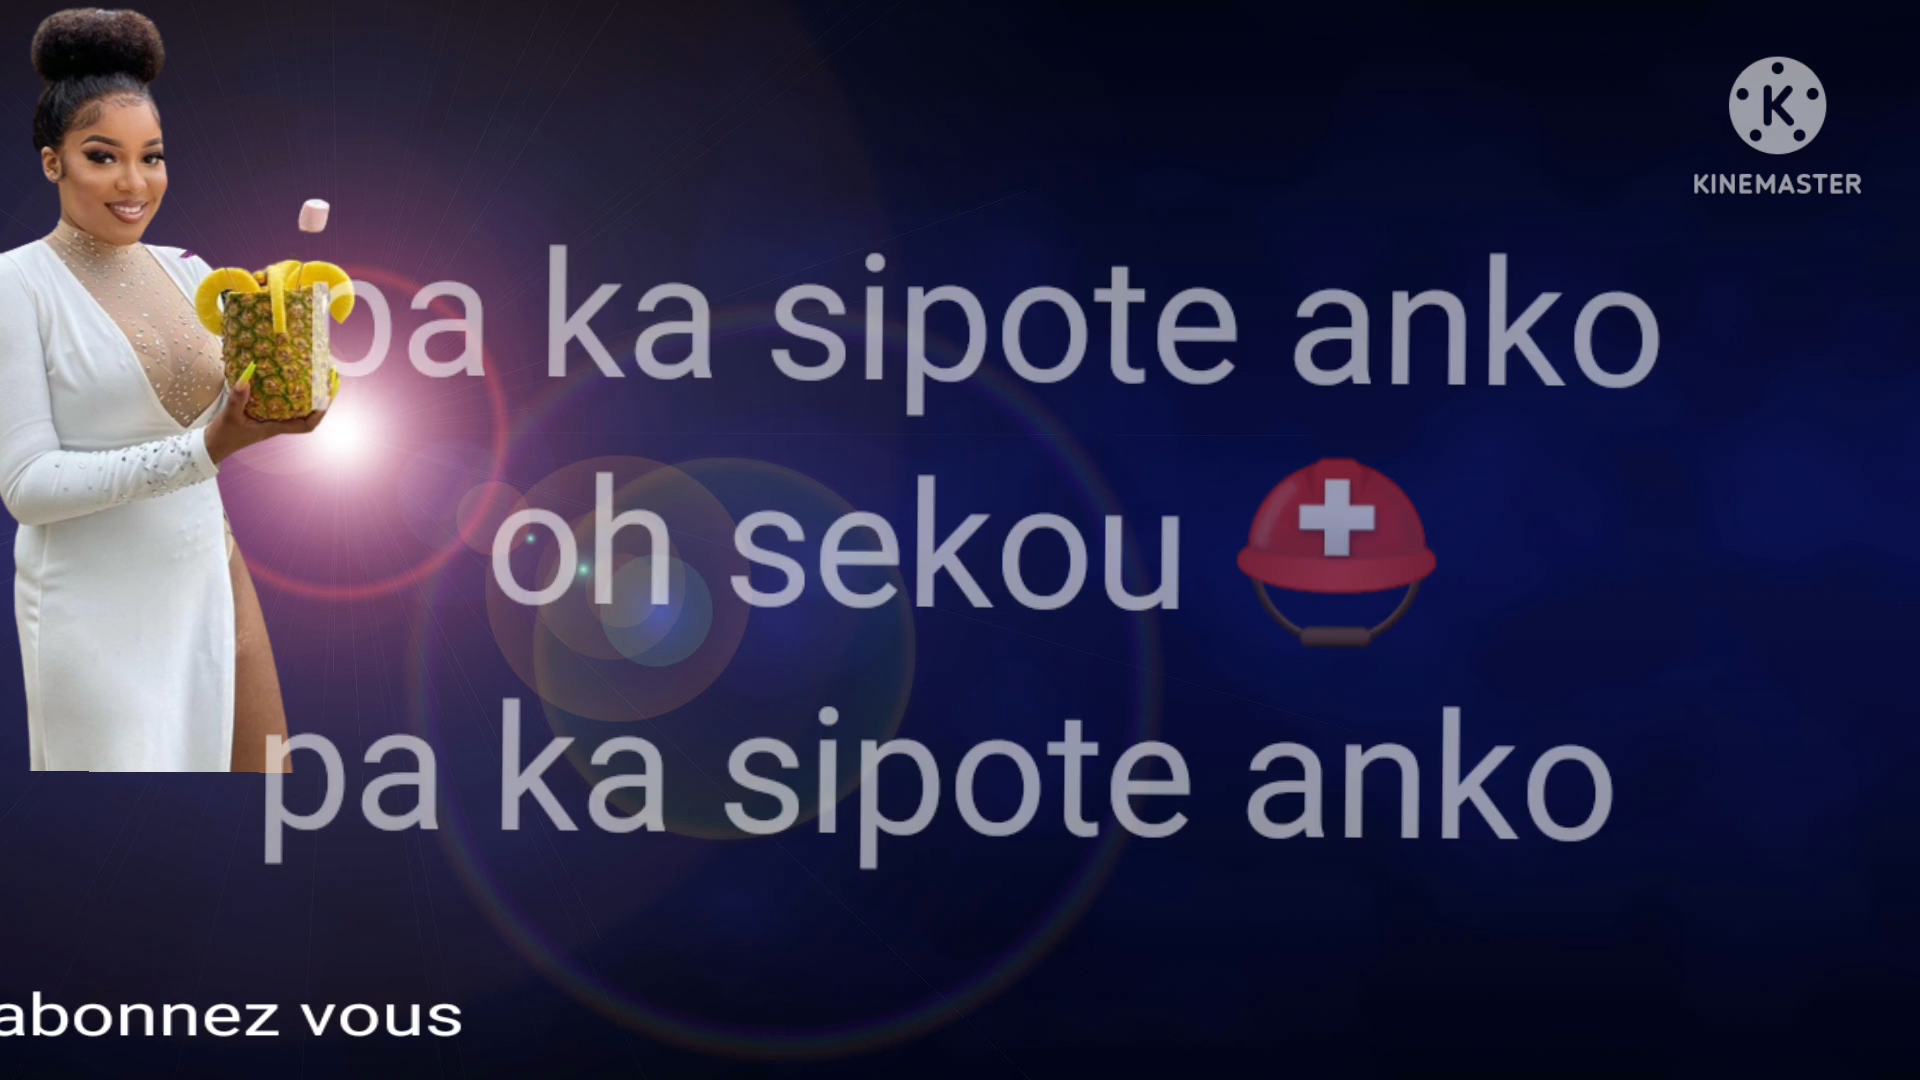 K
KINEMASTER
pa ka sipote anko
oh sekou
pa ka sipote anko
abonnez vous